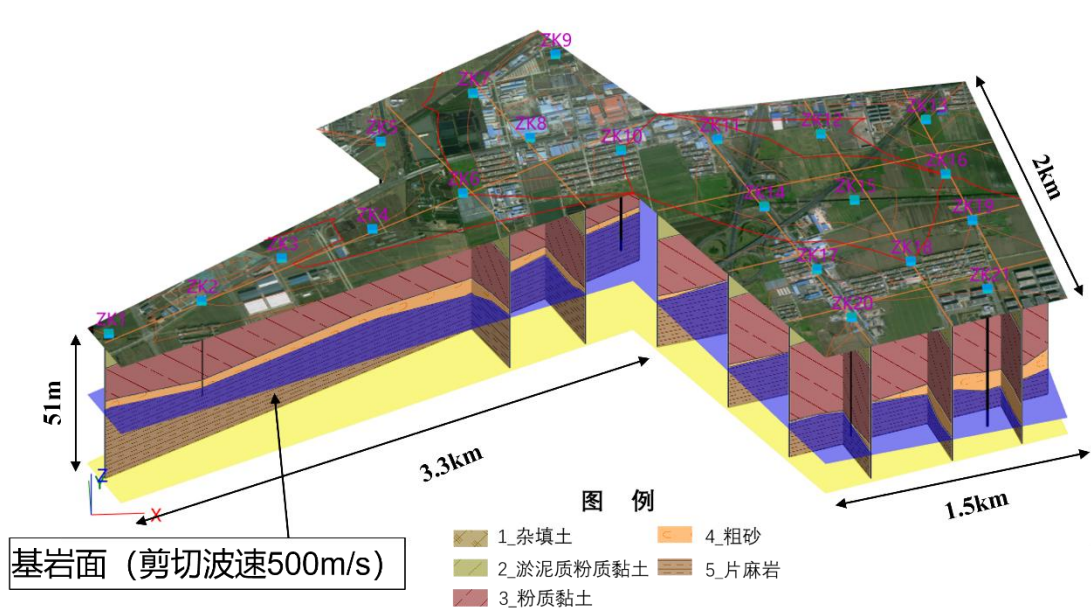 ZK9
ZK7
ZK5
ZK8
ZK10
ZK11
ZK12
ZK13
ZK6
ZK16
ZK4
ZK14
ZK15
ZK3
ZK19
ZK2
ZK17
ZK18
ZK1
ZK20
ZK21
2km
51m
3.3km
1.5km
Z
Y
X
基岩面（剪切波速500m/s）
图 例
1_杂填土
4_粗砂
2_淤泥质粉质黏土
5_片麻岩
3_粉质黏土